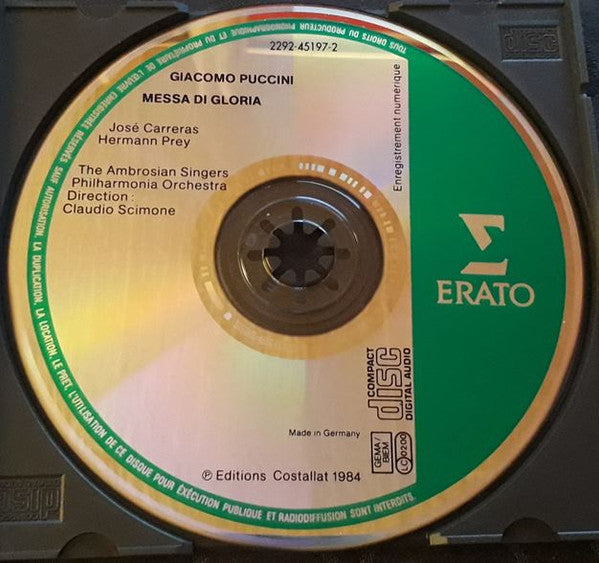 2292-45197-2
GIACOMO PUCCINI
MESSA DI GLORIA
José Carreras
Hermann Prey
The Ambrosian Singers
Philharmonia Orchestra
Direction :
Claudio Scimone
Enregistrement numérique
ERATO
COMPACT
disc
DIGITAL AUDIO
Made in Germany
GEMA/
BIEM
LC 0200
℗ Editions Costallat 1984
TOUS DROITS DU PRODUCTEUR PHONOGRAPHIQUE ET DU PROPRIÉTAIRE DE L'ŒUVRE ENREGISTRÉE RÉSERVÉS. SAUF AUTORISATION, LA DUPLICATION, LA LOCATION, LE PRÊT, L'UTILISATION DE CE DISQUE POUR EXÉCUTION PUBLIQUE ET RADIODIFFUSION SONT INTERDITS.
disc
disc